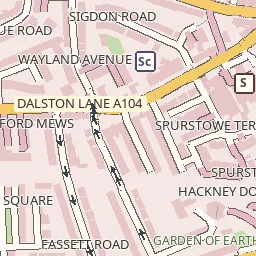 SIGDON ROAD
UE ROAD
WAYLAND AVENUE
Sc
S
DALSTON LANE A104
FORD MEWS
SPURSTOWE TER
SPURST
HACKNEY DO
SQUARE
FASSETT ROAD
GARDEN OF EARTH